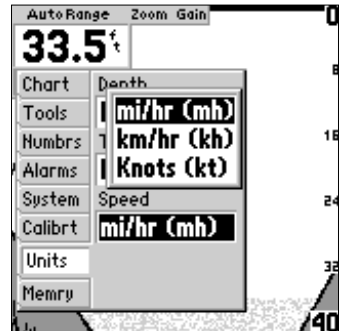 Auto Range Zoom Gain
0
33.5 ft
8
Chart
Depth
Tools
mi/hr (mh)
Numbrs
km/hr (kh)
16
Alarms
Knots (kt)
System
Speed
24
Calibrt
mi/hr (mh)
Units
32
Memry
40